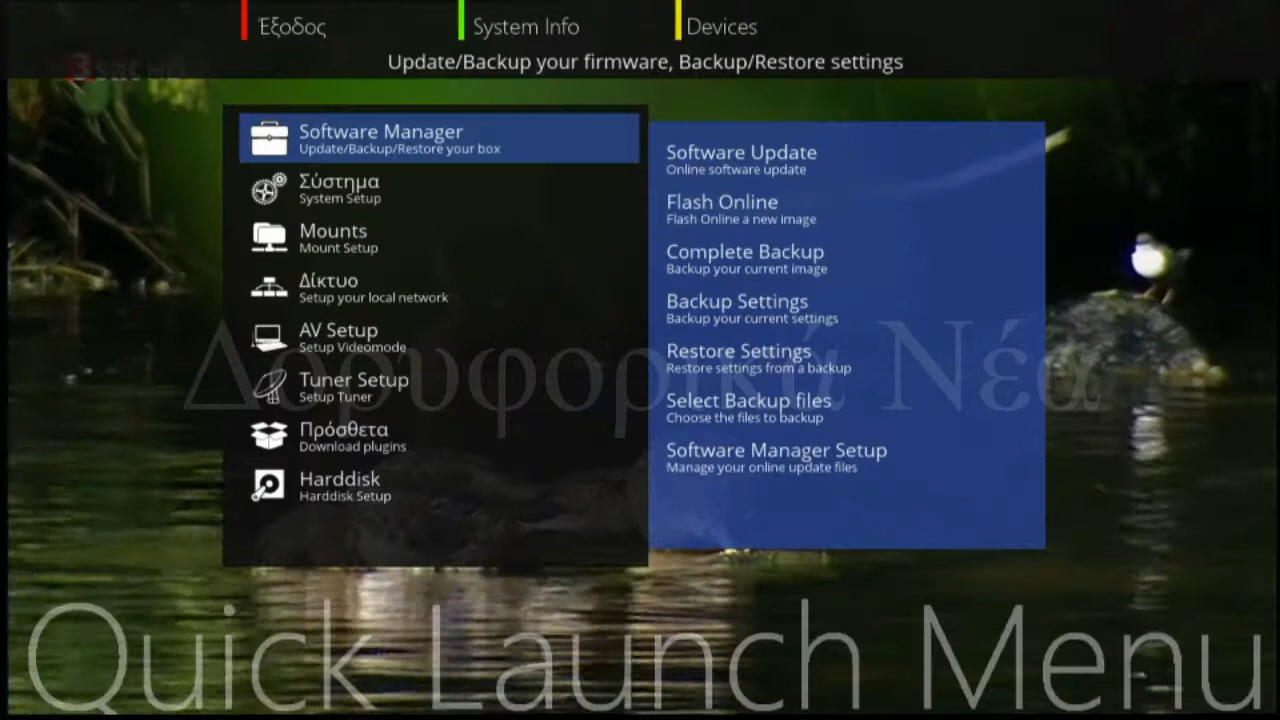 Έξοδος
System Info
Devices
Update/Backup your firmware, Backup/Restore settings
3sat HD
Software Manager
Update/Backup/Restore your box
Σύστημα
System Setup
Mounts
Mount Setup
Δίκτυο
Setup your local network
AV Setup
Setup Videomode
Tuner Setup
Setup Tuner
Πρόσθετα
Download plugins
Harddisk
Harddisk Setup
Software Update
Online software update
Flash Online
Flash Online a new image
Complete Backup
Backup your current image
Backup Settings
Backup your current settings
Restore Settings
Restore settings from a backup
Select Backup files
Choose the files to backup
Software Manager Setup
Manage your online update files
Δορυφορικά Νέα
Quick Launch Menu